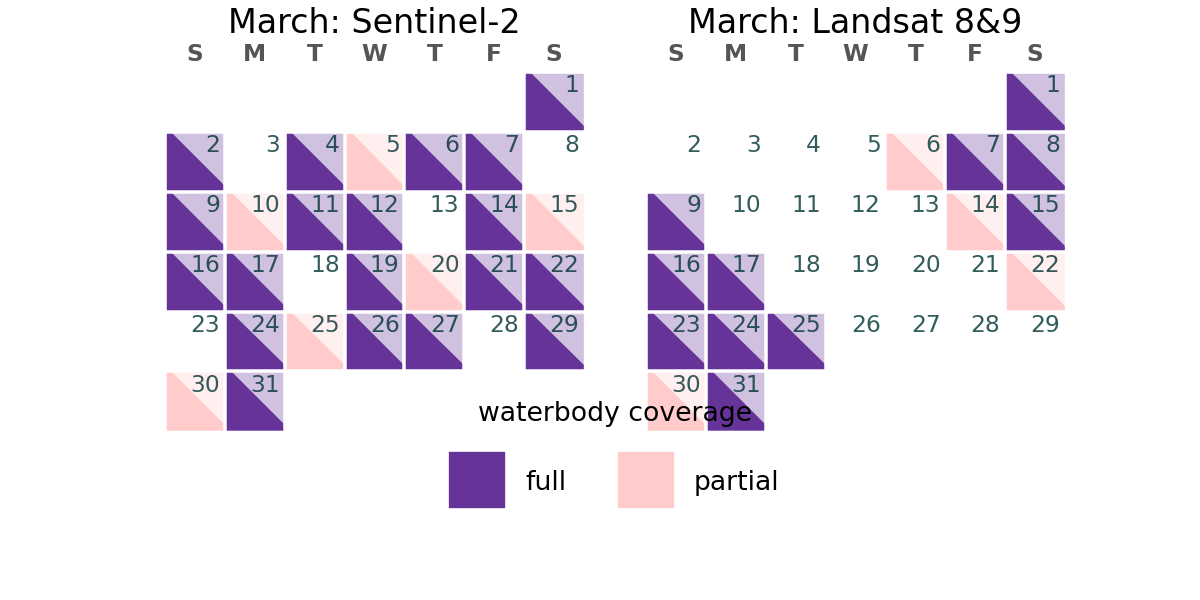 March: Sentinel-2
S M T W T F S
1
2 3 4 5 6 7 8
9 10 11 12 13 14 15
16 17 18 19 20 21 22
23 24 25 26 27 28 29
30 31
March: Landsat 8&9
S M T W T F S
1
2 3 4 5 6 7 8
9 10 11 12 13 14 15
16 17 18 19 20 21 22
23 24 25 26 27 28 29
30 31
waterbody coverage
full partial